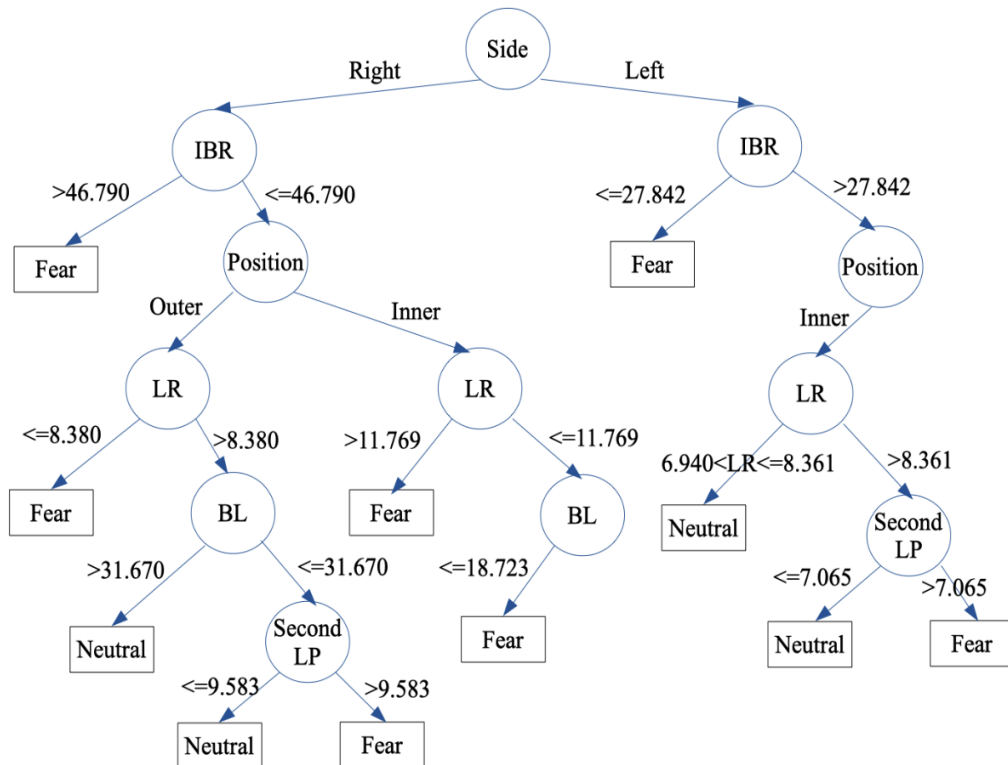 Side
Right
Left
IBR
IBR
>46.790
<=46.790
<=27.842
>27.842
Fear
Position
Fear
Position
Outer
Inner
Inner
LR
LR
LR
<=8.380
>8.380
>11.769
<=11.769
6.940<LR<=8.361
>8.361
Fear
BL
Fear
BL
Neutral
Second
LP
>31.670
<=31.670
<=18.723
<=7.065
>7.065
Neutral
Second
LP
Fear
Neutral
Fear
<=9.583
>9.583
Neutral
Fear